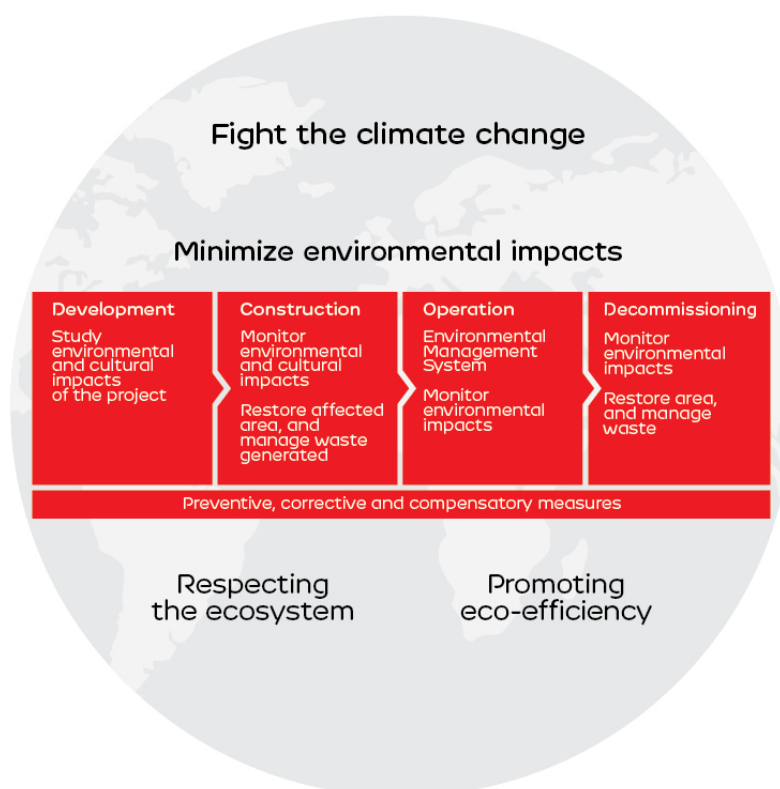 Fight the climate change
Minimize environmental impacts
Development
Study
environmental
and cultural
impacts
of the project
Construction
Monitor
environmental
and cultural
impacts
Restore affected
area, and
manage waste
generated
Operation
Environmental
Management
System
Monitor
environmental
impacts
Decommissioning
Monitor
environmental
impacts
Restore area,
and manage
waste
Preventive, corrective and compensatory measures
Respecting
the ecosystem
Promoting
eco-efficiency